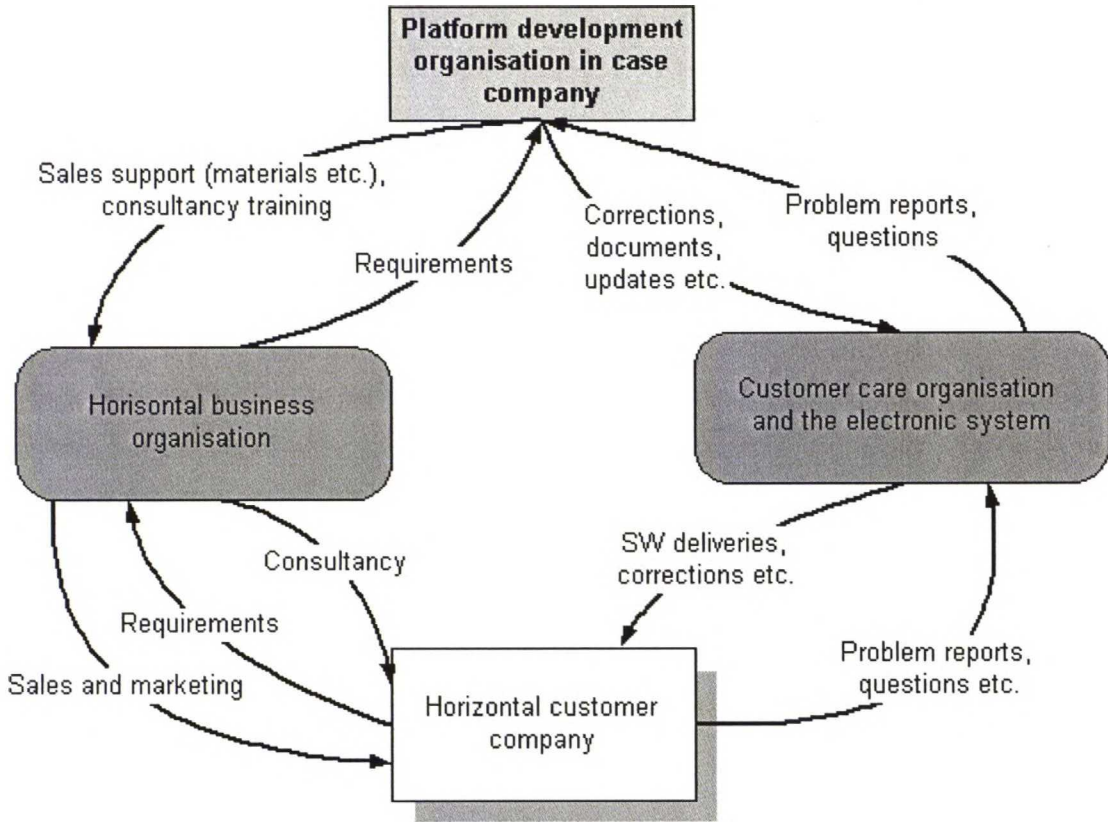 Platform development
organisation in case
company
Sales support (materials etc.),
consultancy training
Requirements
Corrections,
documents,
updates etc.
Problem reports,
questions
Horisontal business
organisation
Customer care organisation
and the electronic system
Consultancy
Requirements
Sales and marketing
SW deliveries,
corrections etc.
Problem reports,
questions etc.
Horizontal customer
company